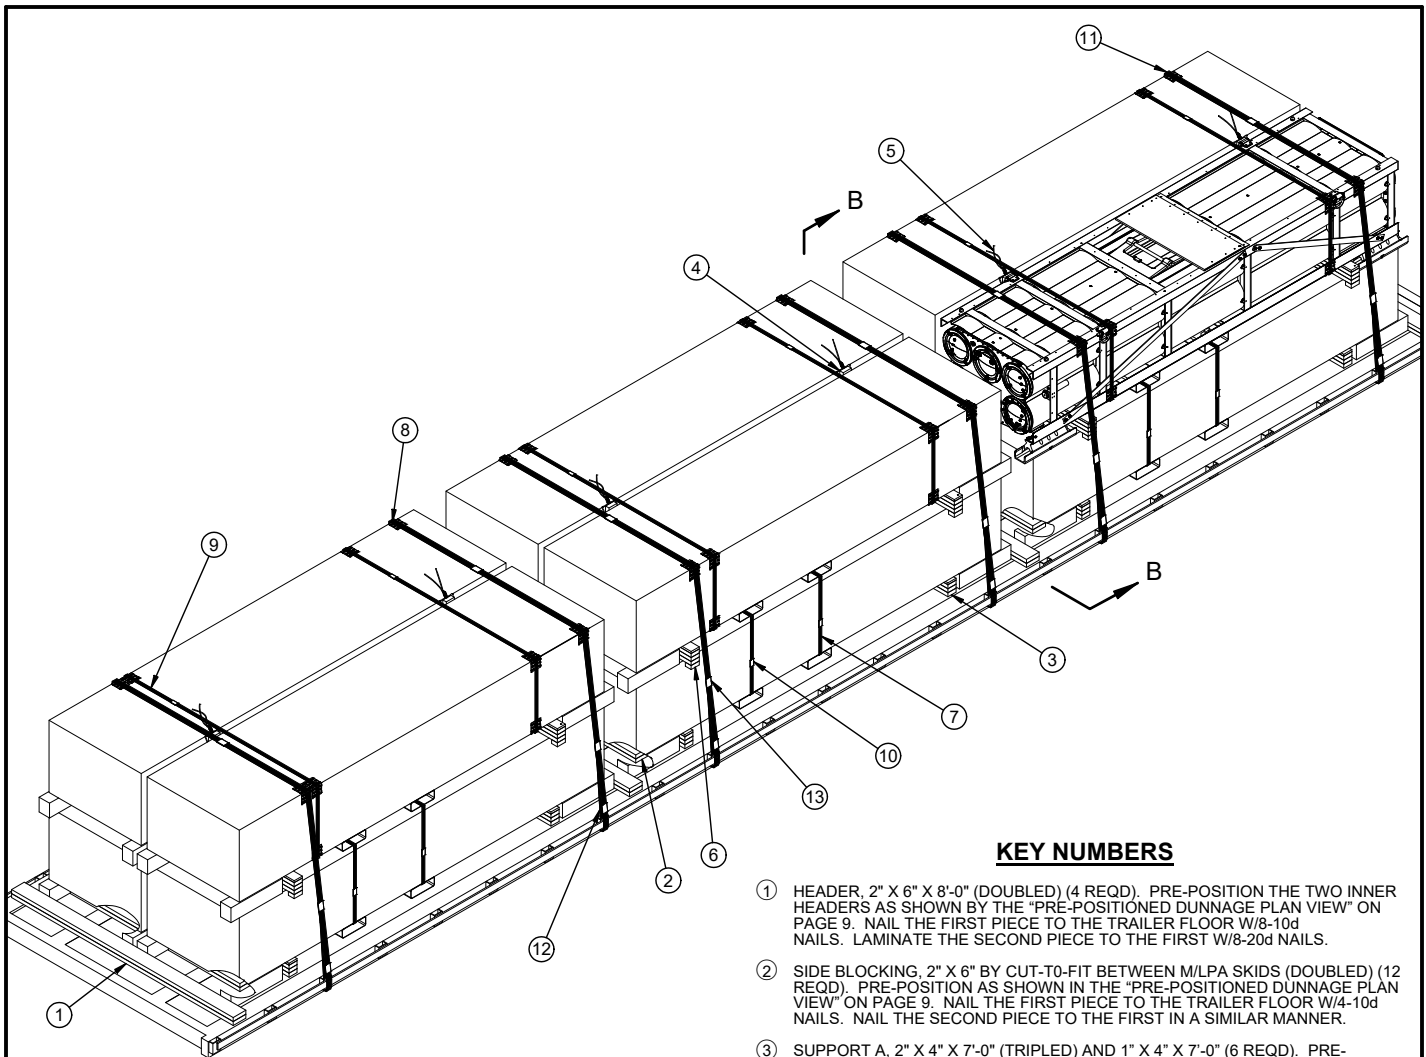 11
5
B
4
8
9
B
3
7
10
13
6
2
12
1
KEY NUMBERS
1 HEADER, 2" X 6" X 8'-0" (DOUBLED) (4 REQD). PRE-POSITION THE TWO INNER
HEADERS AS SHOWN BY THE “PRE-POSITIONED DUNNAGE PLAN VIEW” ON
PAGE 9. NAIL THE FIRST PIECE TO THE TRAILER FLOOR W/8-10d
NAILS. LAMINATE THE SECOND PIECE TO THE FIRST W/8-20d NAILS.
2 SIDE BLOCKING, 2" X 6" BY CUT-T0-FIT BETWEEN M/LPA SKIDS (DOUBLED) (12
REQD). PRE-POSITION AS SHOWN IN THE “PRE-POSITIONED DUNNAGE PLAN
VIEW” ON PAGE 9. NAIL THE FIRST PIECE TO THE TRAILER FLOOR W/4-10d
NAILS. NAIL THE SECOND PIECE TO THE FIRST IN A SIMILAR MANNER.
3 SUPPORT A, 2" X 4" X 7'-0" (TRIPLED) AND 1” X 4” X 7'-0” (6 REQD). PRE-